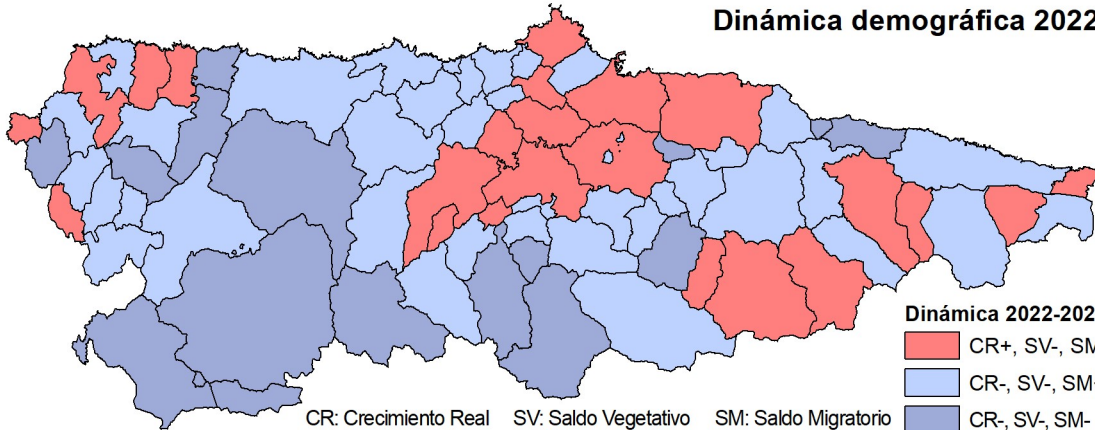 Dinámica demográfica 2022
Dinámica 2022-202
CR+, SV-, SM
CR-, SV-, SM+
CR-, SV-, SM-
CR: Crecimiento Real SV: Saldo Vegetativo SM: Saldo Migratorio